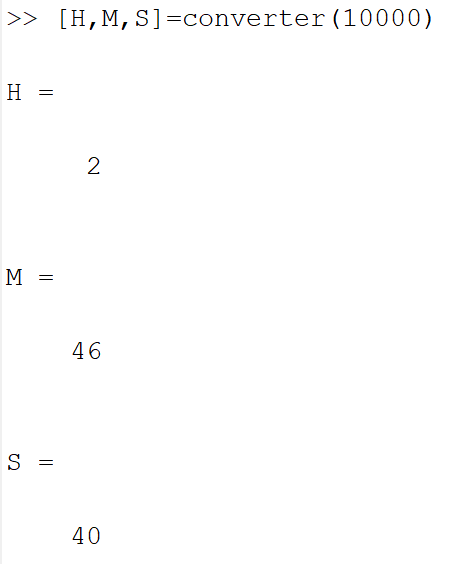 >> [H,M,S]=converter(10000)
H =
2
M =
46
S =
40